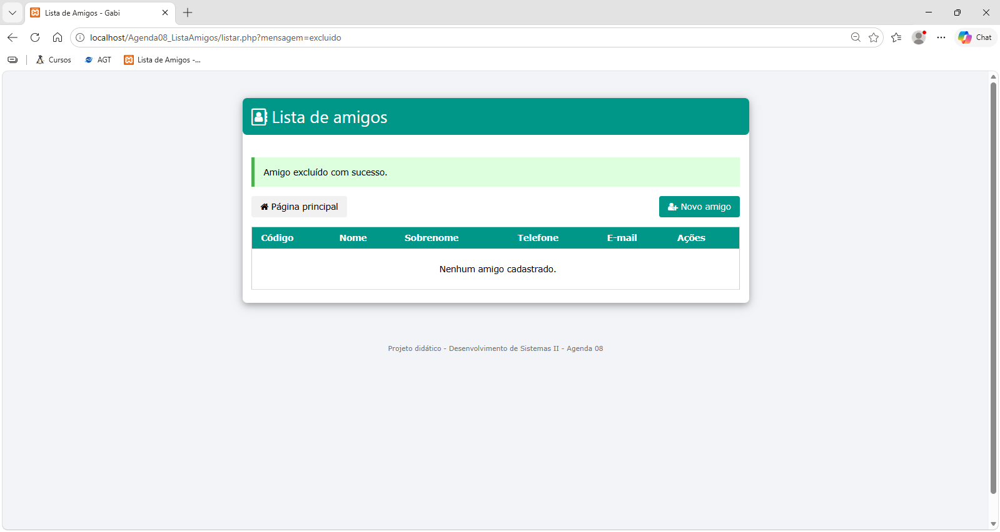 Lista de Amigos - Gabi
localhost/Agenda08_ListaAmigos/listar.php?mensagem=excluido
Chat
Cursos
AGT
Lista de Amigos -...
Lista de amigos
Amigo excluído com sucesso.
Página principal
Novo amigo
Código Nome Sobrenome Telefone E-mail Ações
Nenhum amigo cadastrado.
Projeto didático - Desenvolvimento de Sistemas II - Agenda 08